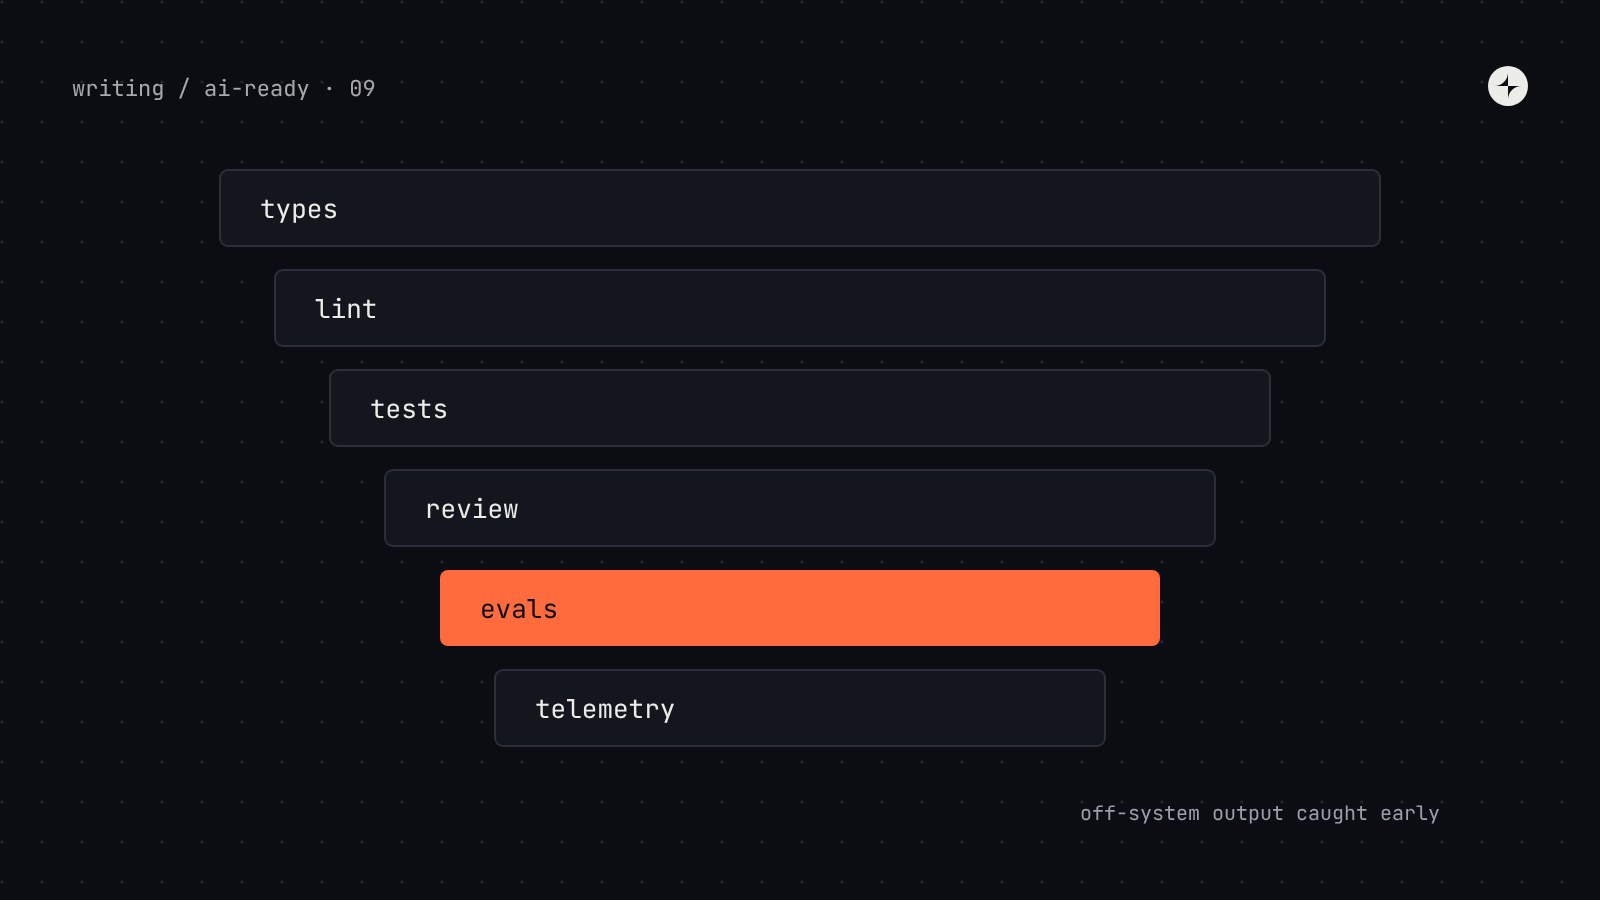 writing / ai-ready · 09
types
lint
tests
review
evals
telemetry
off-system output caught early